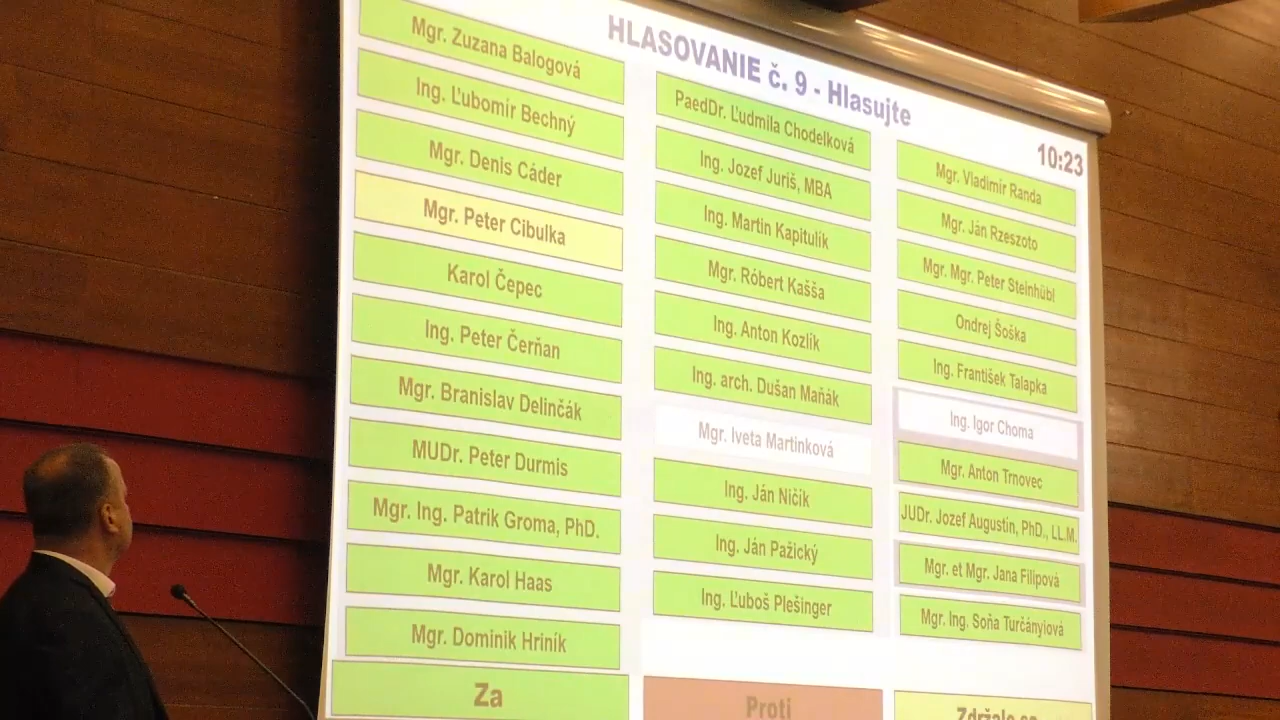 HLASOVANIE č. 9 - Hlasujte
10:23
Mgr. Zuzana Balogová
Ing. Ľubomír Bechný
Mgr. Denis Cáder
Mgr. Peter Cibulka
Karol Čepec
Ing. Peter Čerňan
Mgr. Branislav Delinčák
MUDr. Peter Durmis
Mgr. Ing. Patrik Groma, PhD.
Mgr. Karol Haas
Mgr. Dominik Hriník
PaedDr. Ľudmila Chodelková
Ing. Jozef Juriš, MBA
Ing. Martin Kapitulík
Mgr. Róbert Kašša
Ing. Anton Kozlík
Ing. arch. Dušan Maňák
Mgr. Iveta Martinková
Ing. Ján Ničík
Ing. Ján Pažický
Ing. Ľuboš Plešinger
Mgr. Vladimír Randa
Mgr. Ján Rzeszoto
Mgr. Mgr. Peter Steinhübl
Ondrej Šoška
Ing. František Talapka
Ing. Igor Choma
Mgr. Anton Trnovec
JUDr. Jozef Augustín, PhD., LL.M.
Mgr. et Mgr. Jana Filipová
Mgr. Ing. Soňa Turčányiová
Za
Proti
Zdržalo sa